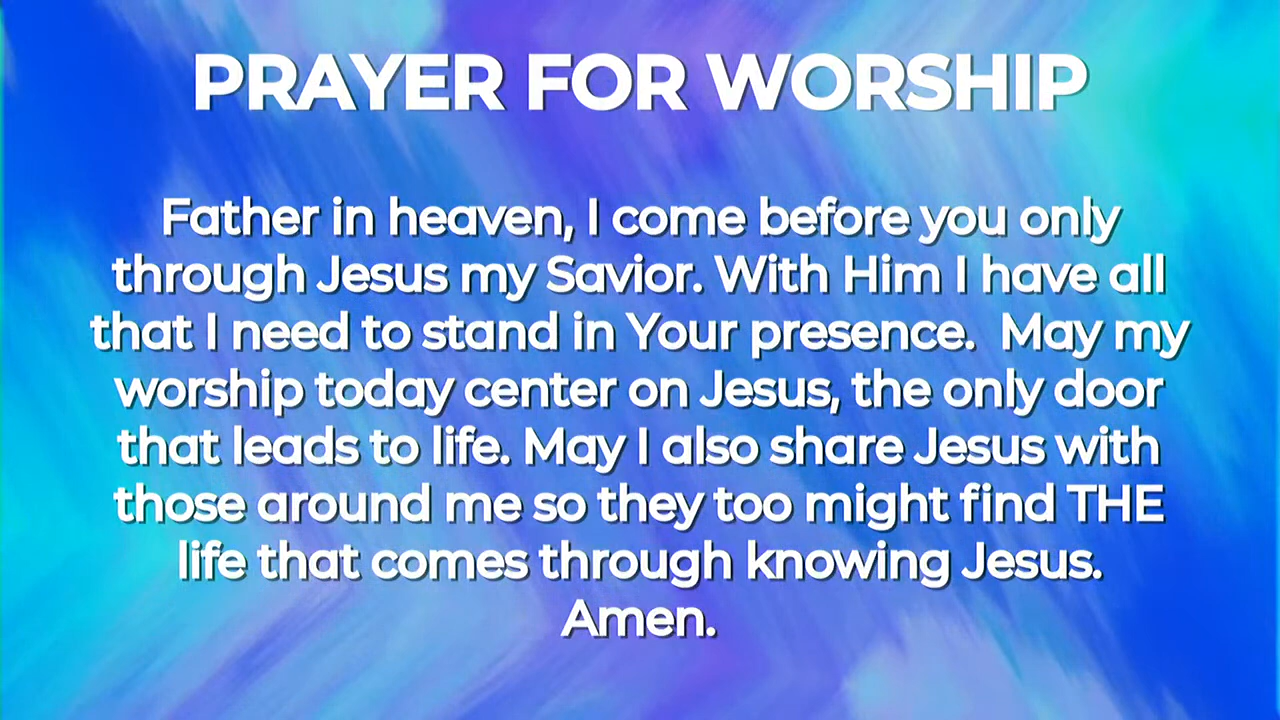 PRAYER FOR WORSHIP
Father in heaven, I come before you only
through Jesus my Savior. With Him I have all
that I need to stand in Your presence.  May my
worship today center on Jesus, the only door
that leads to life. May I also share Jesus with
those around me so they too might find THE
life that comes through knowing Jesus.
Amen.